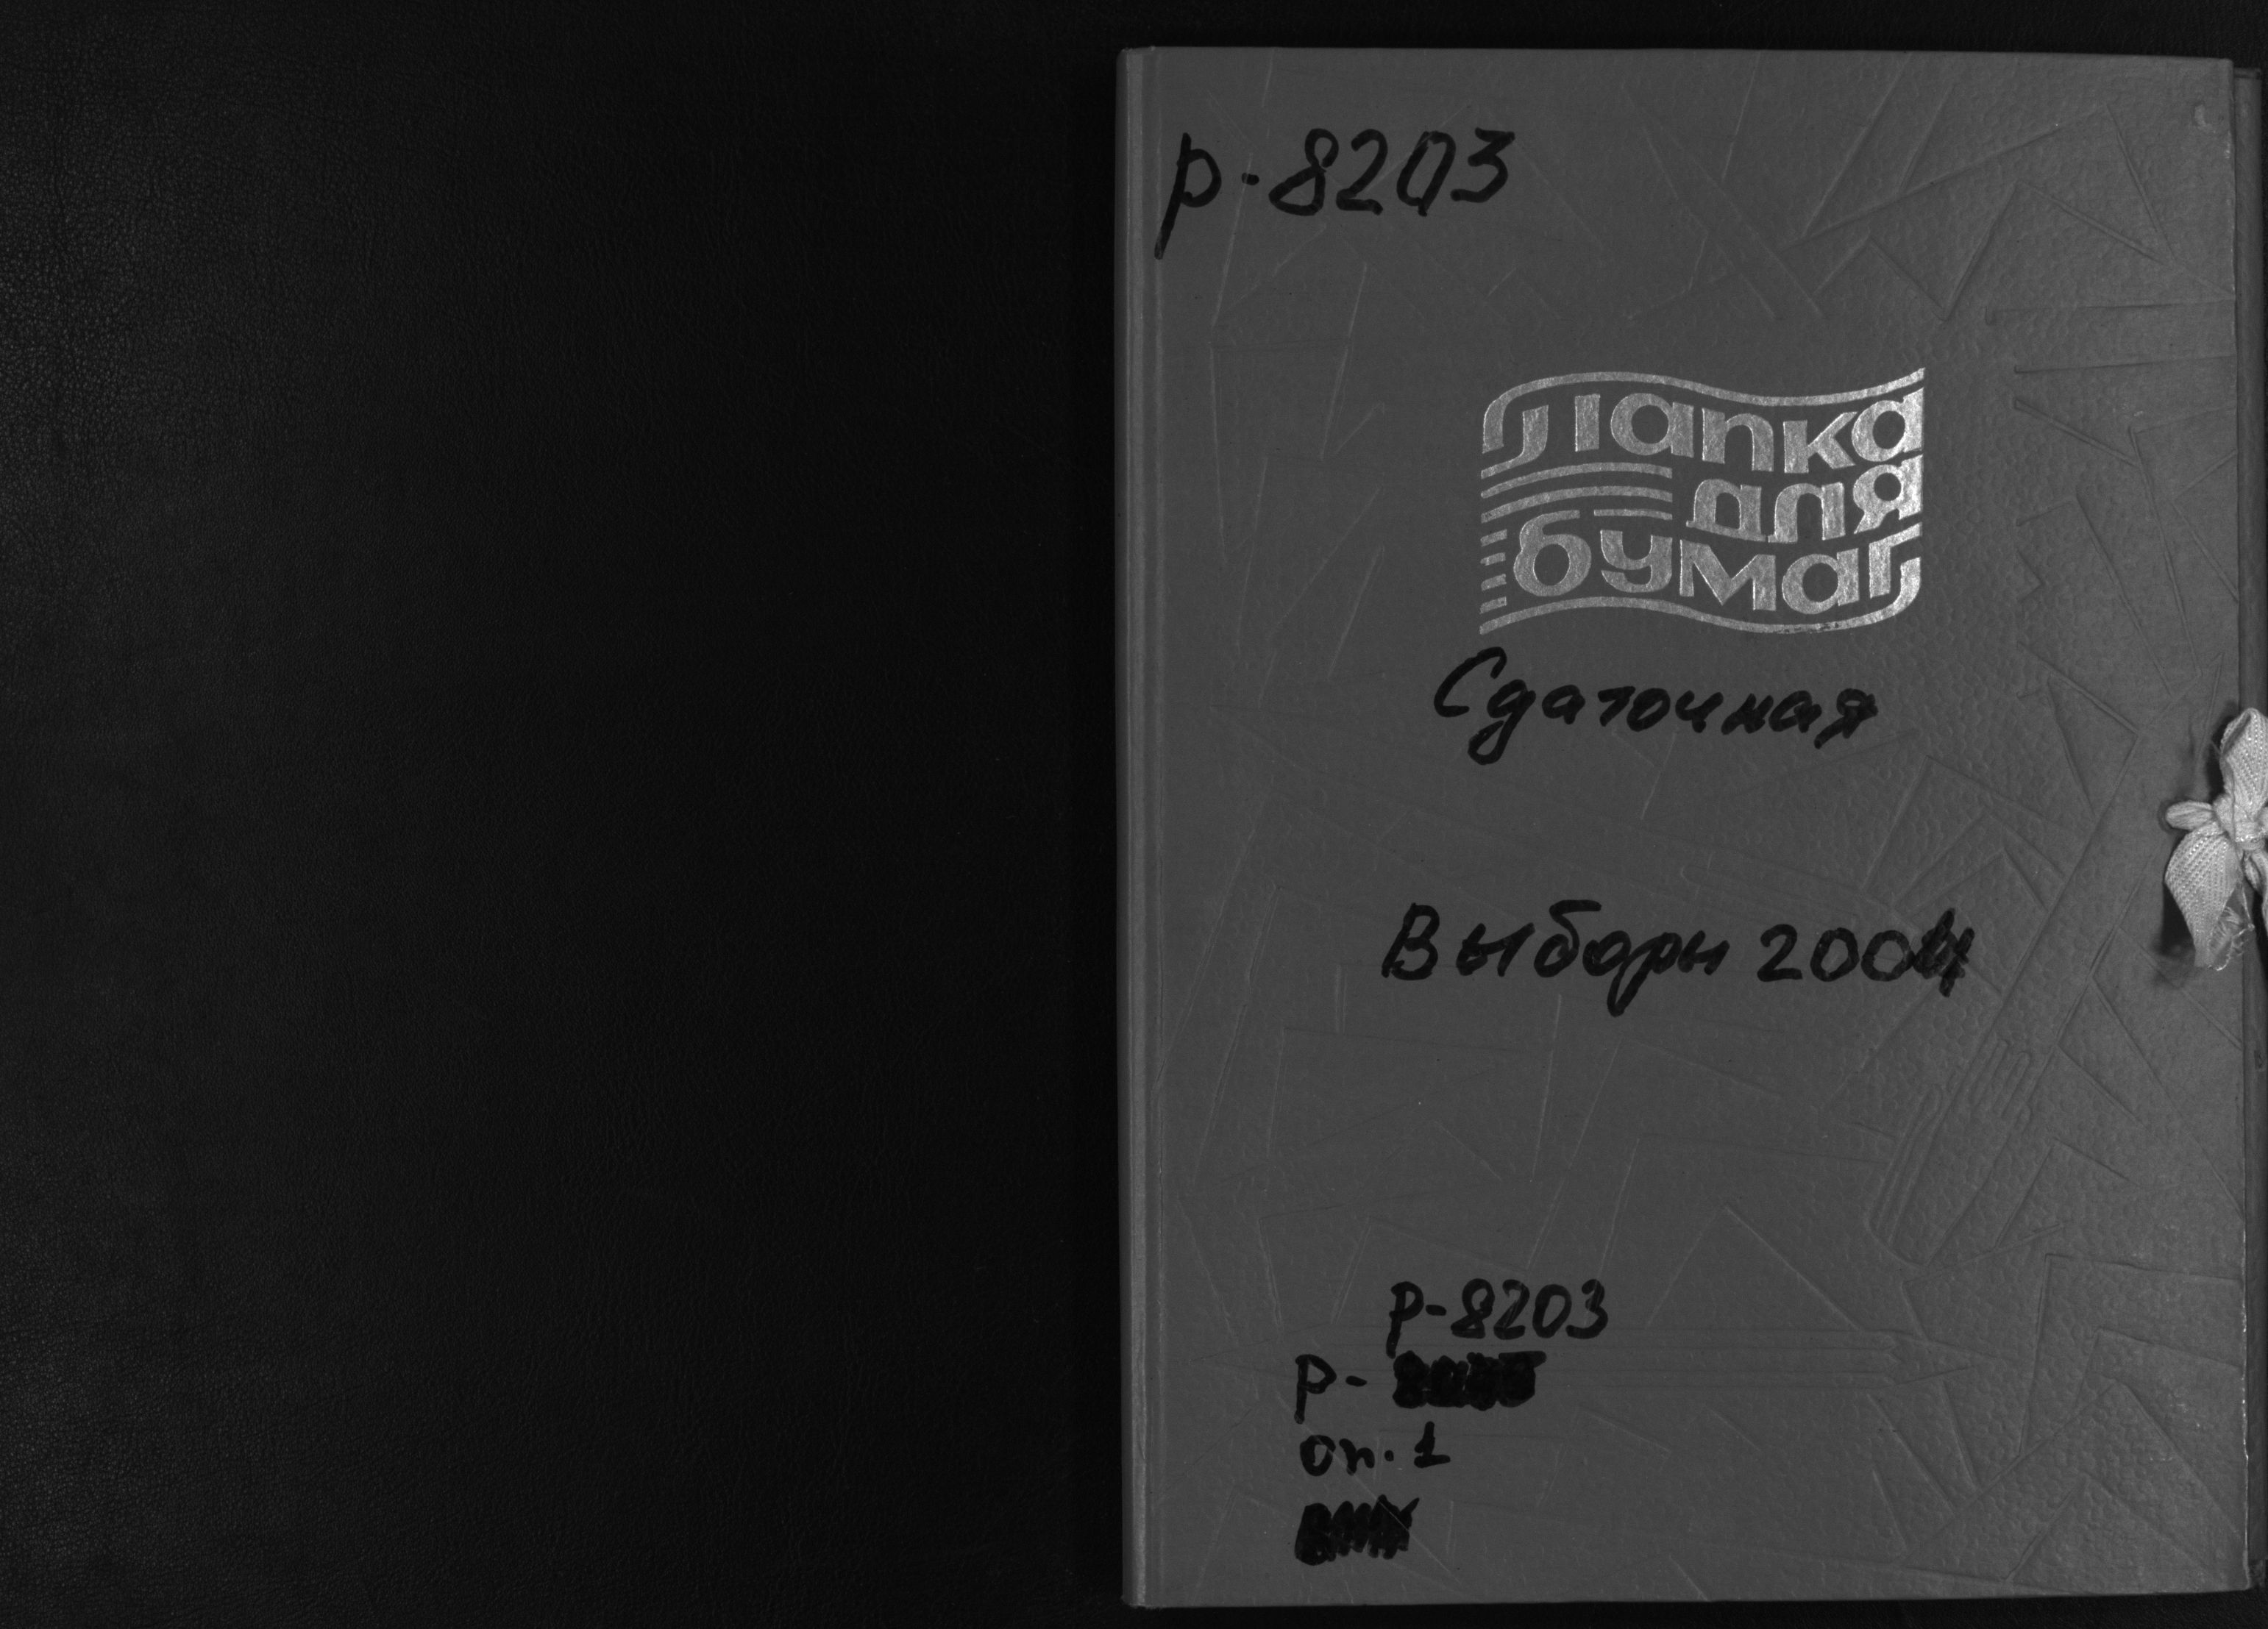 р-8203
Папка
для
бумаг
Сдаточная
Выборы 2004
р-8203
р-
оп. 1